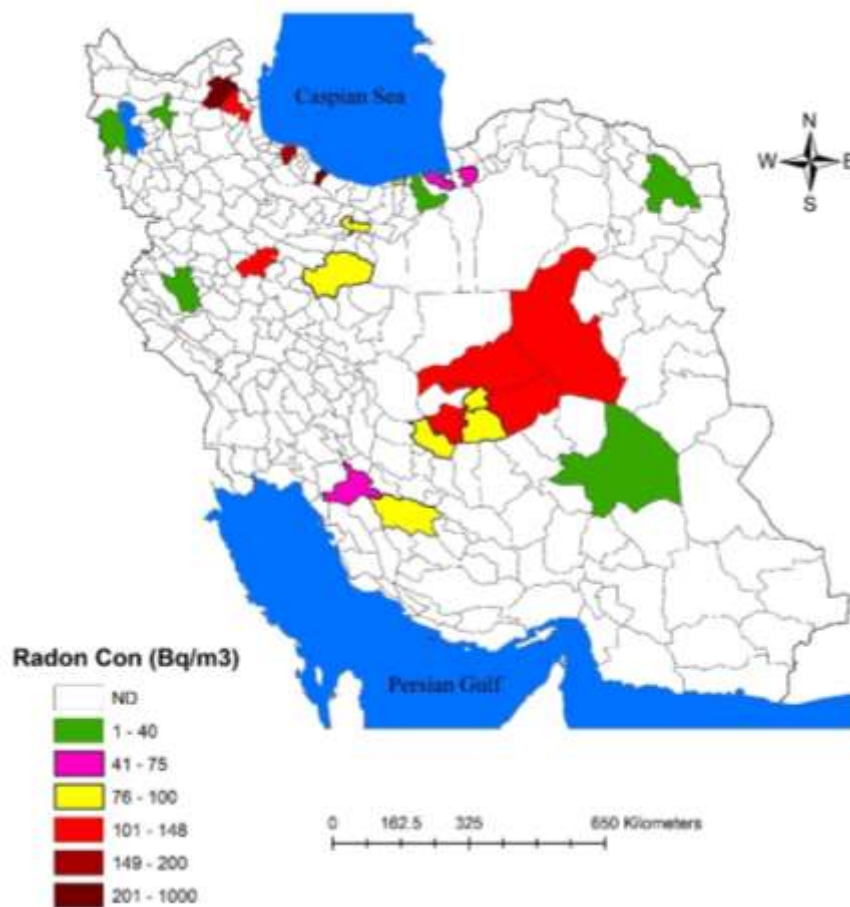 Caspian Sea
N
W E
S
Radon Con (Bq/m3)
Persian Gulf
ND
1 - 40
41 - 75
76 - 100
101 - 148
149 - 200
201 - 1000
0 162.5 325 650 Kilometers